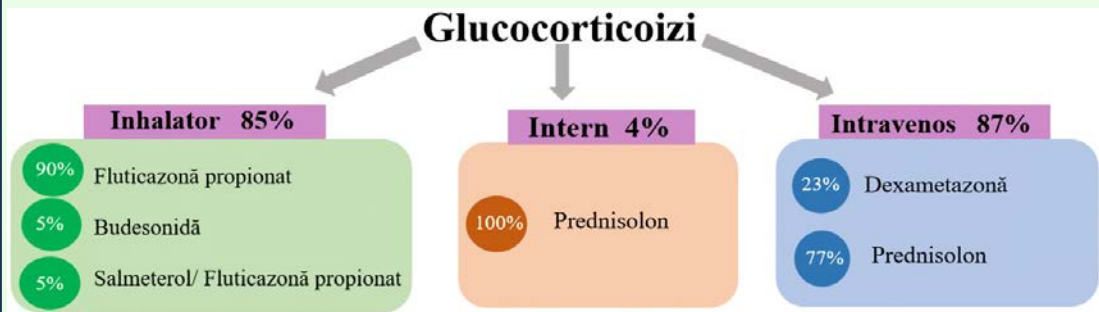 Glucocorticoizi
Inhalator 85%
90% Fluticazonă propionat
5% Budesonidă
5% Salmeterol/ Fluticazonă propionat
Intern 4%
100% Prednisolon
Intravenos 87%
23% Dexametazonă
77% Prednisolon